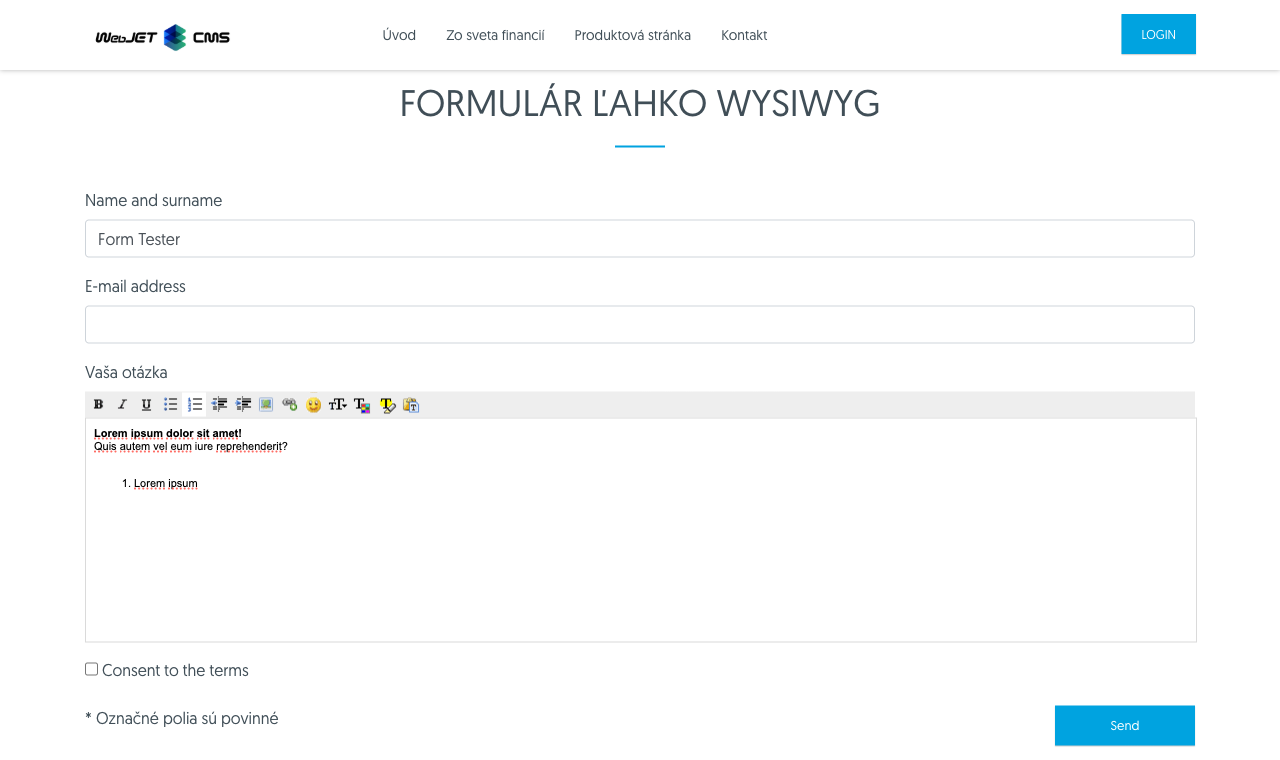 WebJET CMS
Úvod
Zo sveta financií
Produktová stránka
Kontakt
LOGIN
FORMULÁR ĽAHKO WYSIWYG
Name and surname
Form Tester
E-mail address
Vaša otázka
B I U
Lorem ipsum dolor sit amet!
Quis autem vel eum iure reprehenderit?
1. Lorem ipsum
Consent to the terms
* Označné polia sú povinné
Send